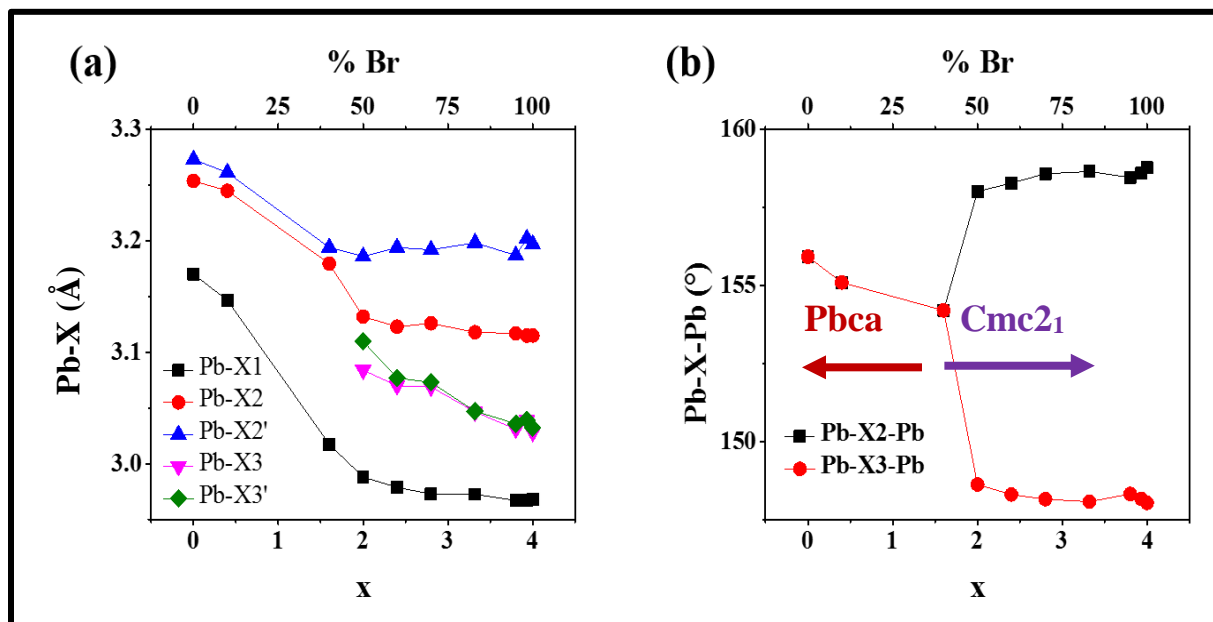 (a)
% Br
0 25 50 75 100
3.3
3.2
3.1
3.0
Pb-X (Å)
Pb-X1
Pb-X2
Pb-X2'
Pb-X3
Pb-X3'
0 1 2 3 4
x
(b)
% Br
0 25 50 75 100
160
155
150
Pb-X-Pb (°)
Pbca
Cmc2₁
Pb-X2-Pb
Pb-X3-Pb
0 1 2 3 4
x